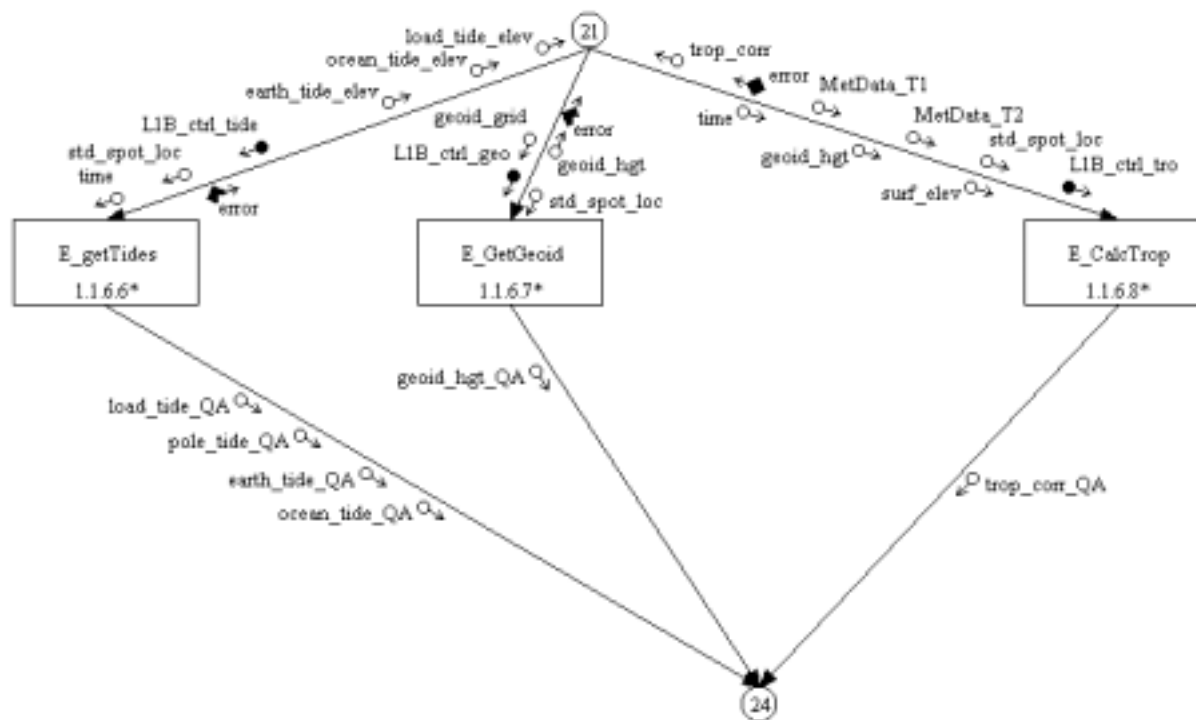 21
load_tide_elev
trop_corr
ocean_tide_elev
error
earth_tide_elev
MetData_T1
geoid_grid
error
time
L1B_ctrl_tide
MetData_T2
std_spot_loc
L1B_ctrl_geo
geoid_hgt
geoid_hgt
std_spot_loc
time
L1B_ctrl_tro
error
std_spot_loc
surf_elev
E_getTides
1.1.6.6*
E_GetGeoid
1.1.6.7*
E_CalcTrop
1.1.6.8*
geoid_hgt_QA
load_tide_QA
pole_tide_QA
earth_tide_QA
trop_corr_QA
ocean_tide_QA
24